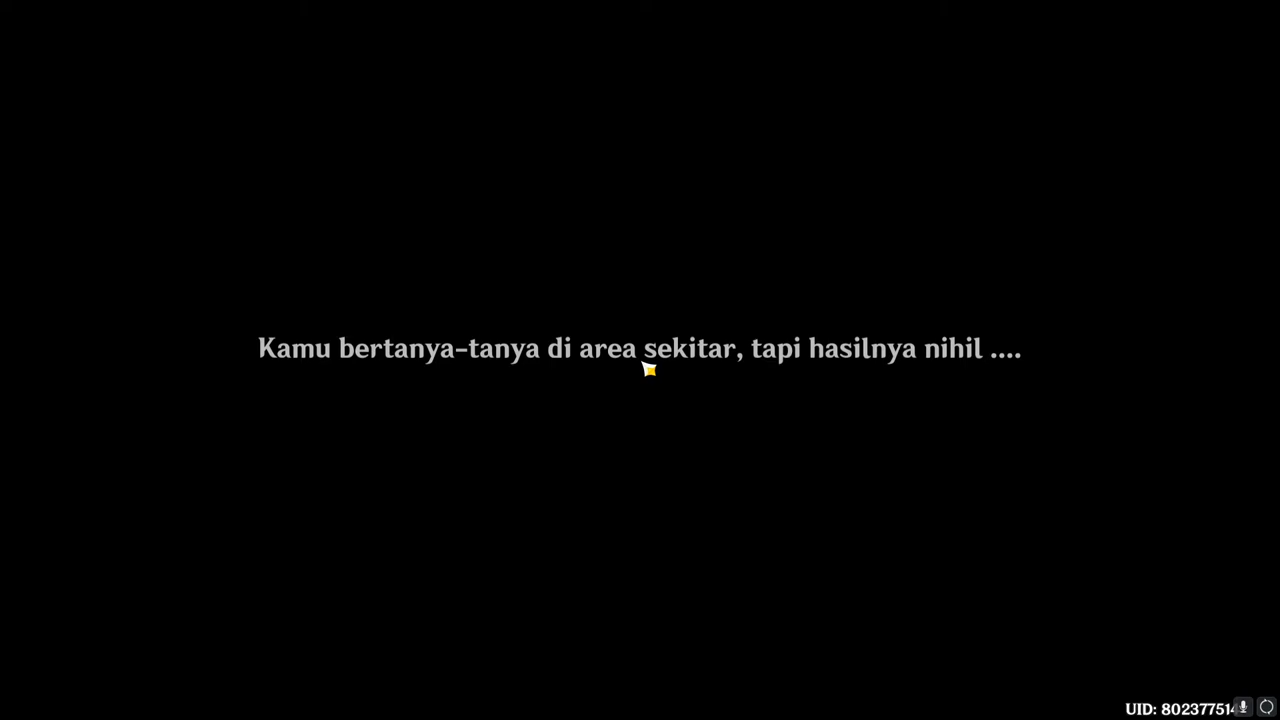 Kamu bertanya-tanya di area sekitar, tapi hasilnya nihil ....
UID: 80237751